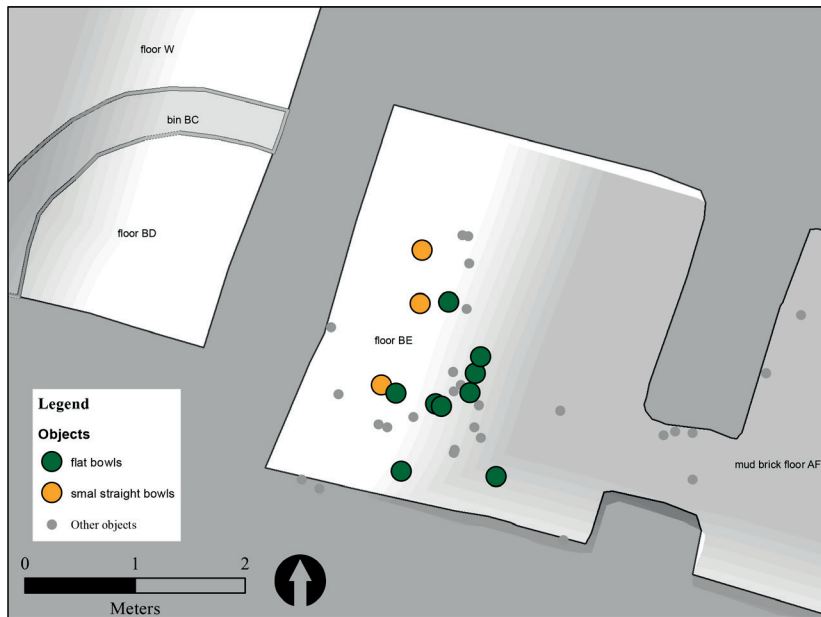 floor W
bin BC
floor BD
floor BE
mud brick floor AF
Legend
Objects
flat bowls
smal straight bowls
Other objects
0 1 2
Meters